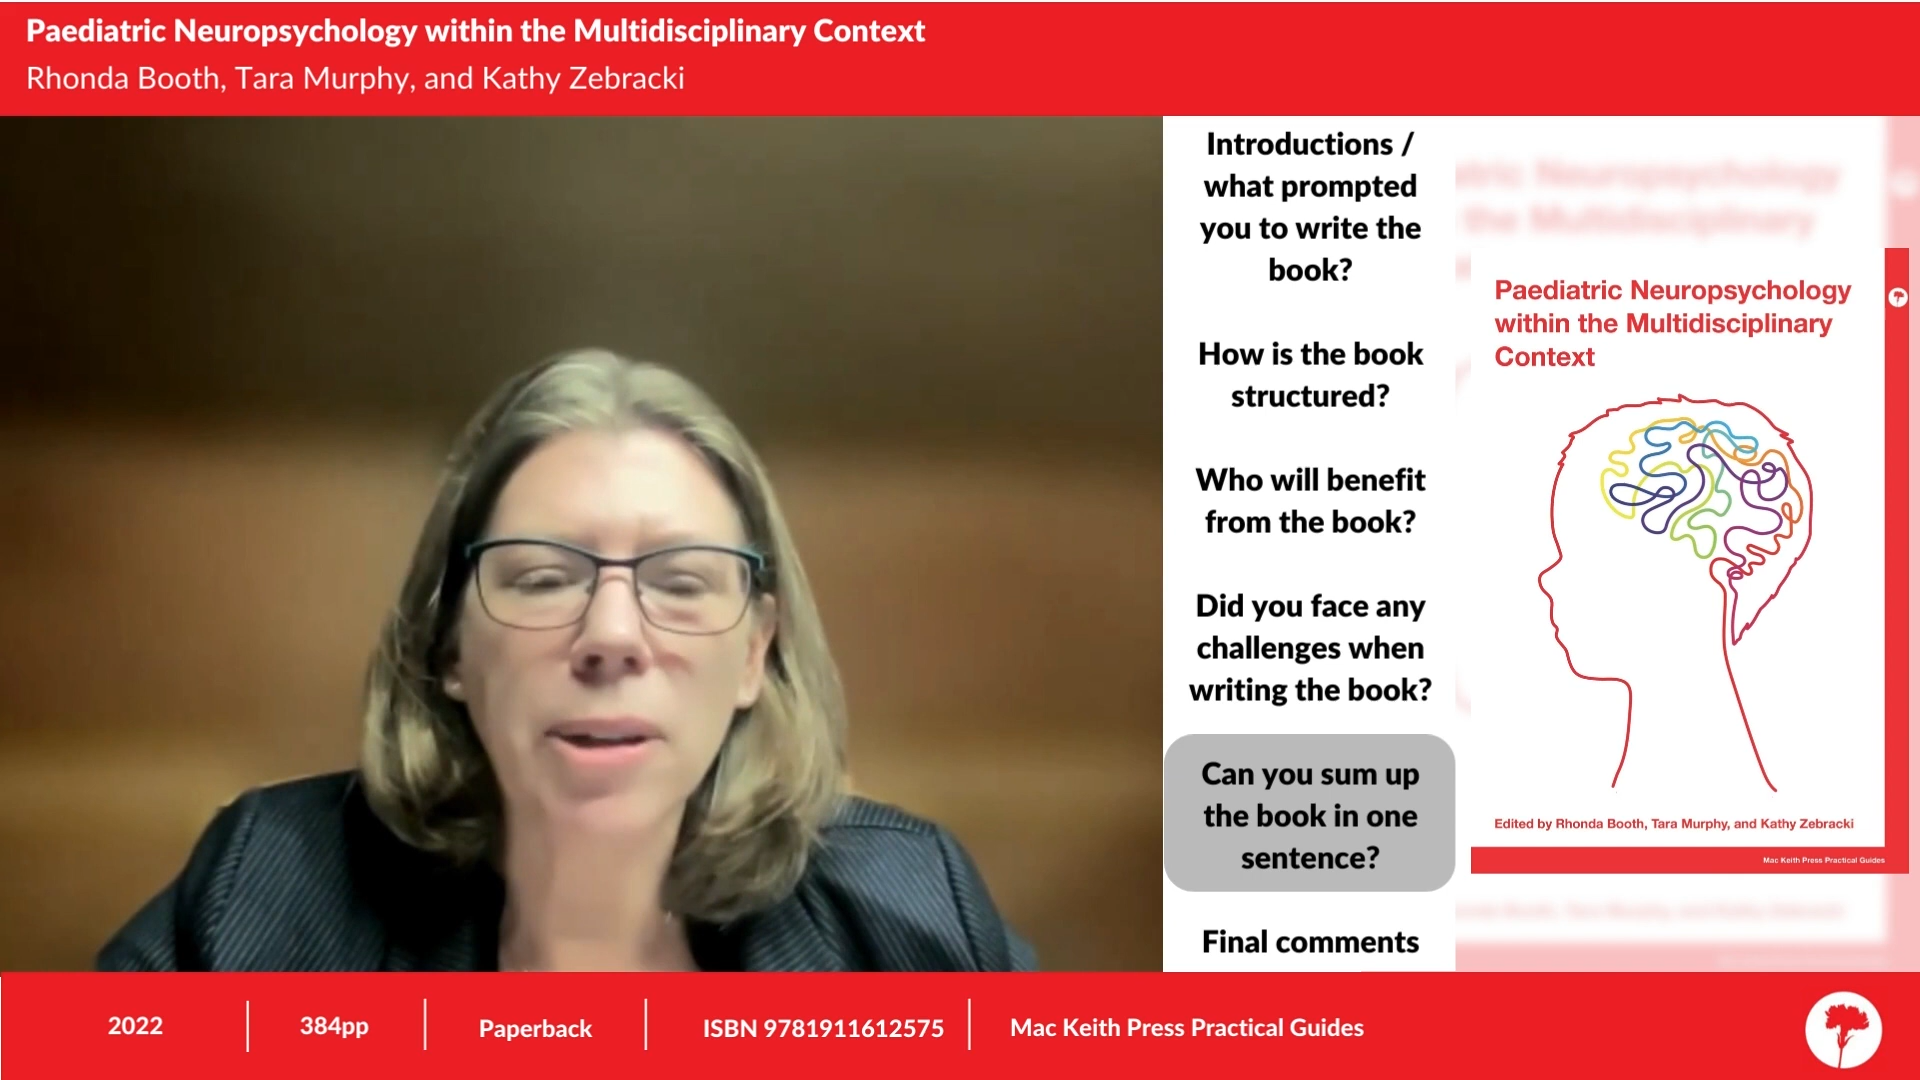 Paediatric Neuropsychology within the Multidisciplinary Context
Rhonda Booth, Tara Murphy, and Kathy Zebracki
Introductions /
what prompted
you to write the
book?
How is the book
structured?
Who will benefit
from the book?
Did you face any
challenges when
writing the book?
Can you sum up
the book in one
sentence?
Final comments
Paediatric Neuropsychology
within the Multidisciplinary
Context
Edited by Rhonda Booth, Tara Murphy, and Kathy Zebracki
Mac Keith Press Practical Guides
2022
384pp
Paperback
ISBN 9781911612575
Mac Keith Press Practical Guides